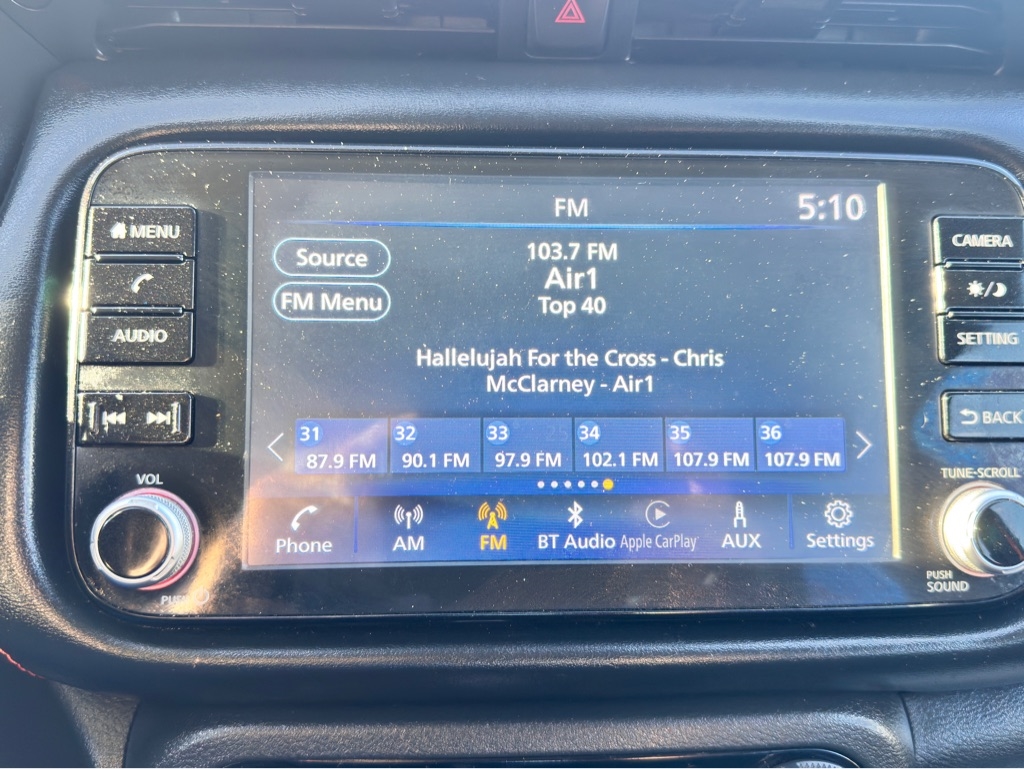 FM
5:10
MENU
AUDIO
VOL
PUSH
Source
FM Menu
103.7 FM
Air1
Top 40
Hallelujah For the Cross - Chris
McClarney - Air1
31 32 33 34 35 36
87.9 FM 90.1 FM 97.9 FM 102.1 FM 107.9 FM 107.9 FM
Phone AM FM BT Audio Apple CarPlay AUX Settings
CAMERA
SETTING
BACK
TUNE-SCROLL
PUSH
SOUND